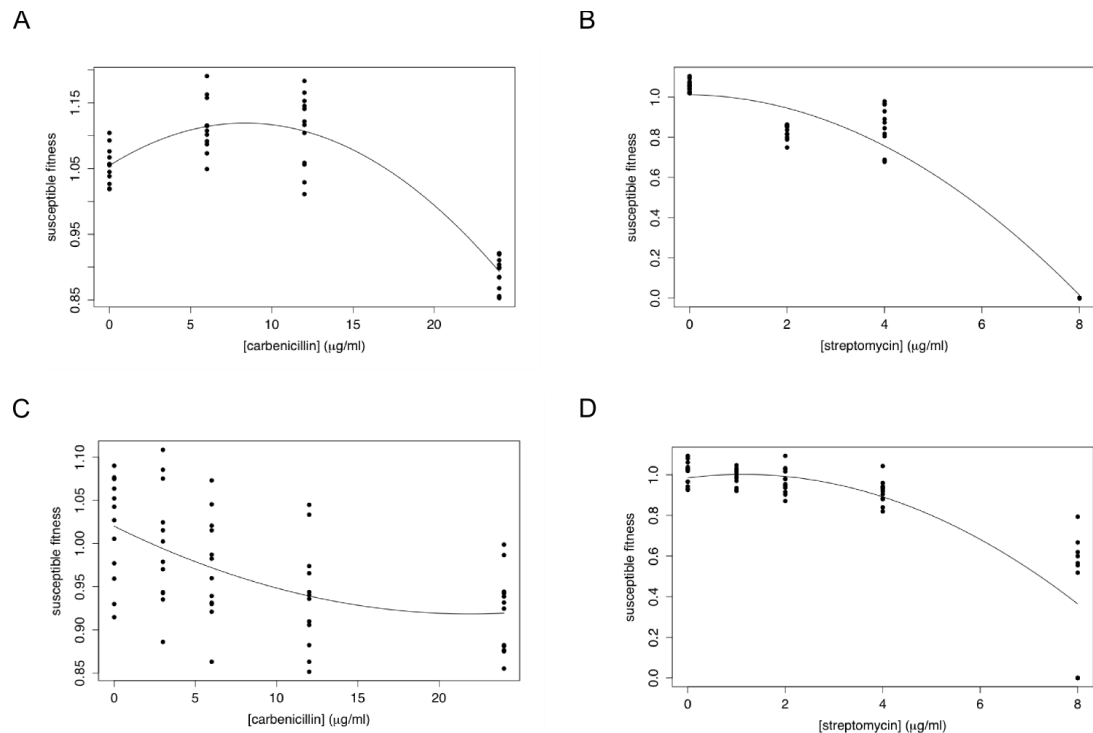 A
susceptible fitness
0.85 0.95 1.05 1.15
0 5 10 15 20
[carbenicillin] (μg/ml)
B
susceptible fitness
0.0 0.2 0.4 0.6 0.8 1.0
0 2 4 6 8
[streptomycin] (μg/ml)
C
susceptible fitness
0.85 0.90 0.95 1.00 1.05 1.10
0 5 10 15 20
[carbenicillin] (μg/ml)
D
susceptible fitness
0.0 0.2 0.4 0.6 0.8 1.0
0 2 4 6 8
[streptomycin] (μg/ml)